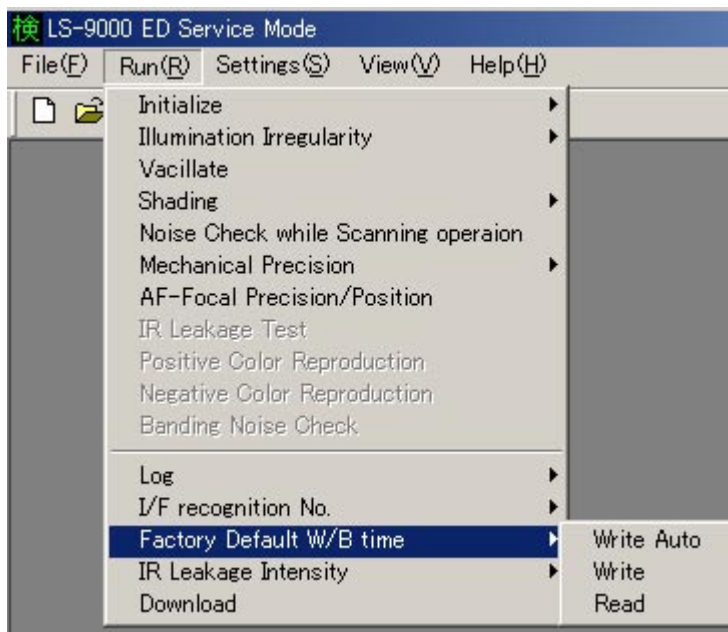 検 LS-9000 ED Service Mode
File(F) Run(R) Settings(S) View(V) Help(H)
Initialize
Illumination Irregularity
Vacillate
Shading
Noise Check while Scanning operaion
Mechanical Precision
AF-Focal Precision/Position
IR Leakage Test
Positive Color Reproduction
Negative Color Reproduction
Banding Noise Check
Log
I/F recognition No.
Factory Default W/B time
Write Auto
IR Leakage Intensity
Write
Download
Read